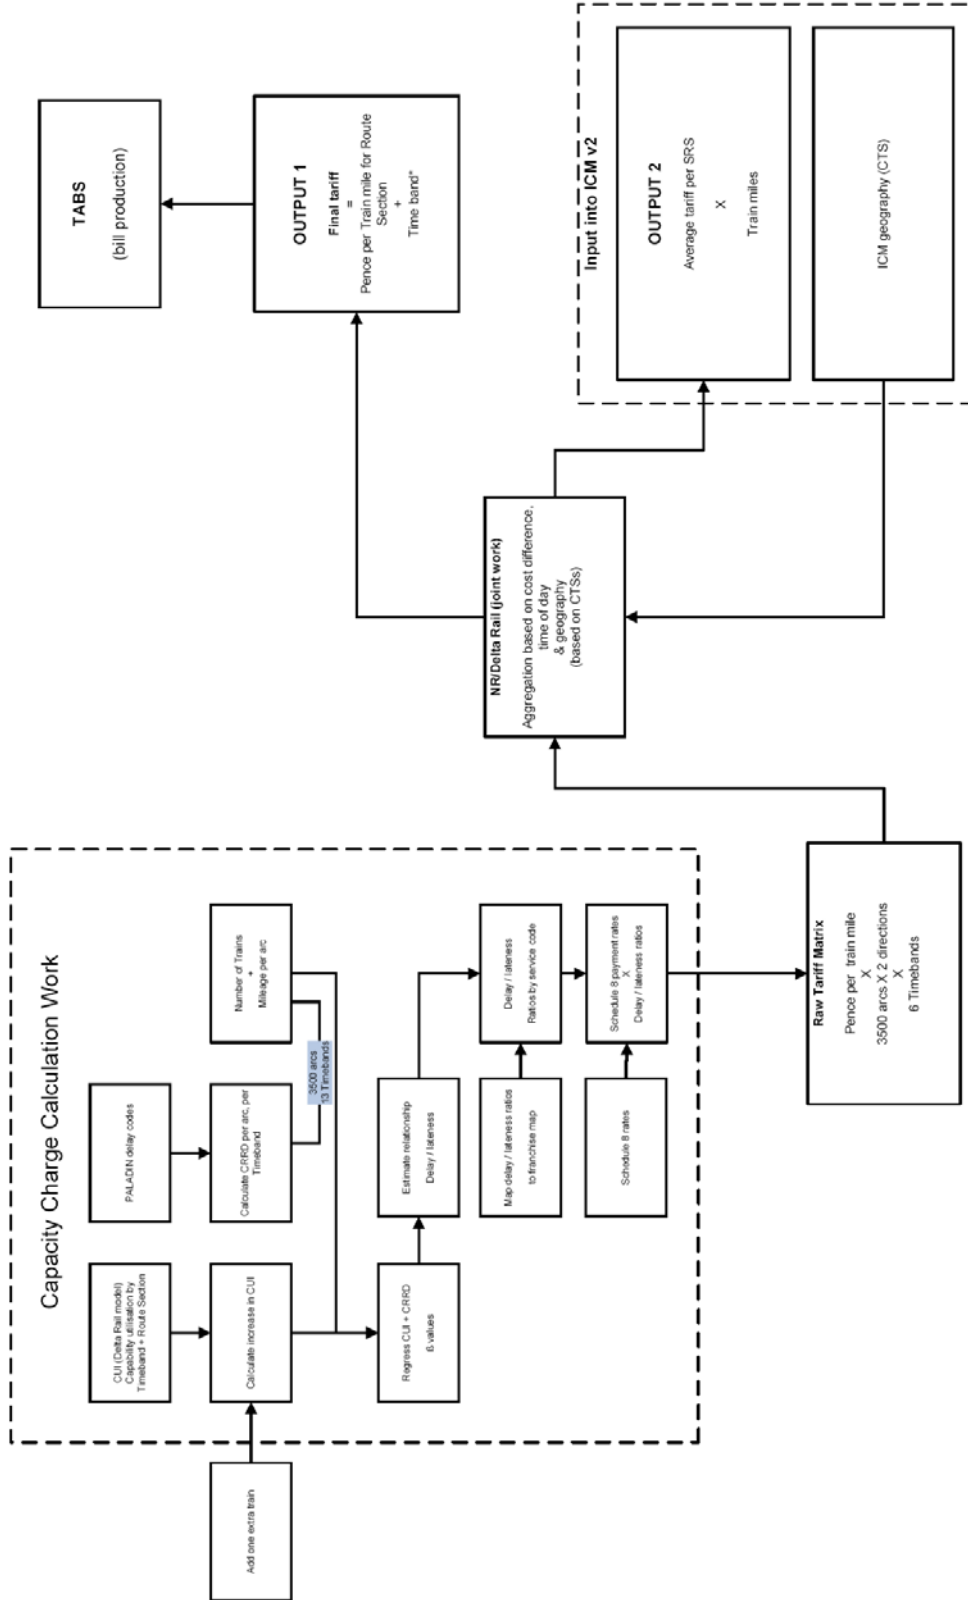 Capacity Charge Calculation Work
Add one extra train
CUI (Delta Rail model)
Capability utilisation by
Timeband + Route Section
Calculate increase in CUI
PALADIN delay codes
Calculate CRRD per arc, per
Timeband
Number of Trains
+
Mileage per arc
3500 arcs
13 Timebands
Regress CUI + CRRD
ß values
Estimate relationship
Delay / lateness
Map delay / lateness ratios
to franchise map
Delay / lateness
Ratios by service code
Schedule 8 rates
Schedule 8 payment rates
X
Delay / lateness ratios
Raw Tariff Matrix
Pence per train mile
X
3500 arcs X 2 directions
X
6 Timebands
NR/Delta Rail (joint work)
Aggregation based on cost difference,
time of day
& geography
(based on CTSs)
TABS
(bill production)
OUTPUT 1
Final tariff
=
Pence per Train mile for Route
Section
+
Time band*
Input into ICM v2
OUTPUT 2
Average tariff per SRS
X
Train miles
ICM geography (CTS)